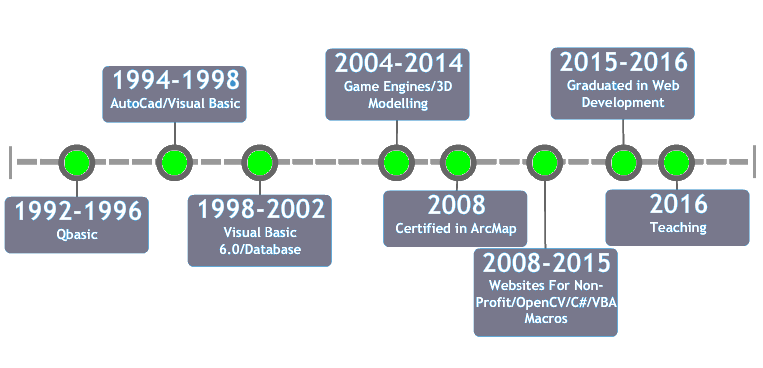 1992-1996
Qbasic
1994-1998
AutoCad/Visual Basic
1998-2002
Visual Basic
6.0/Database
2004-2014
Game Engines/3D
Modelling
2008
Certified in ArcMap
2008-2015
Websites For Non-
Profit/OpenCV/C#/VBA
Macros
2015-2016
Graduated in Web
Development
2016
Teaching